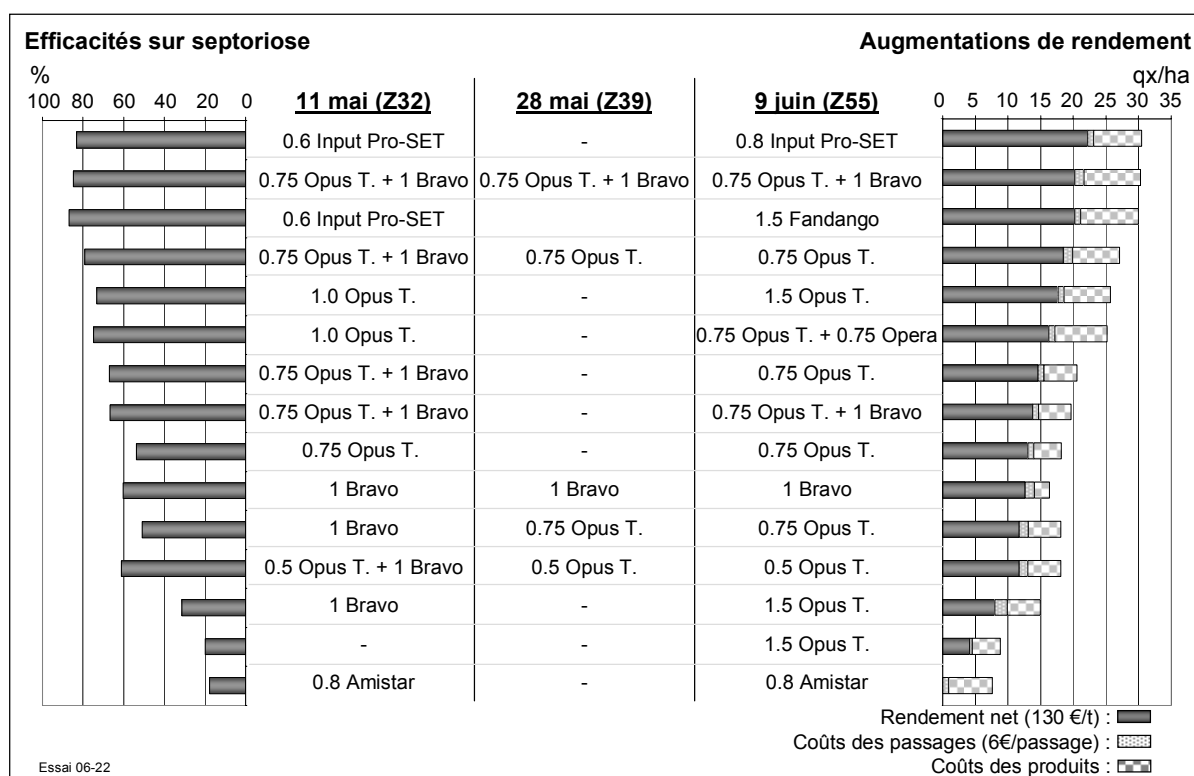 Efficacités sur septoriose Augmentations de rendement
% qx/ha
100 80 60 40 20 0 11 mai (Z32) 28 mai (Z39) 9 juin (Z55) 0 5 10 15 20 25 30 35
0.6 Input Pro-SET - 0.8 Input Pro-SET
0.75 Opus T. + 1 Bravo 0.75 Opus T. + 1 Bravo 0.75 Opus T. + 1 Bravo
0.6 Input Pro-SET 1.5 Fandango
0.75 Opus T. + 1 Bravo 0.75 Opus T. 0.75 Opus T.
1.0 Opus T. - 1.5 Opus T.
1.0 Opus T. - 0.75 Opus T. + 0.75 Opera
0.75 Opus T. + 1 Bravo - 0.75 Opus T.
0.75 Opus T. + 1 Bravo - 0.75 Opus T. + 1 Bravo
0.75 Opus T. - 0.75 Opus T.
1 Bravo 1 Bravo 1 Bravo
1 Bravo 0.75 Opus T. 0.75 Opus T.
0.5 Opus T. + 1 Bravo 0.5 Opus T. 0.5 Opus T.
1 Bravo - 1.5 Opus T.
- - 1.5 Opus T.
0.8 Amistar - 0.8 Amistar
Rendement net (130 €/t) :
Coûts des passages (6€/passage) :
Essai 06-22 Coûts des produits :